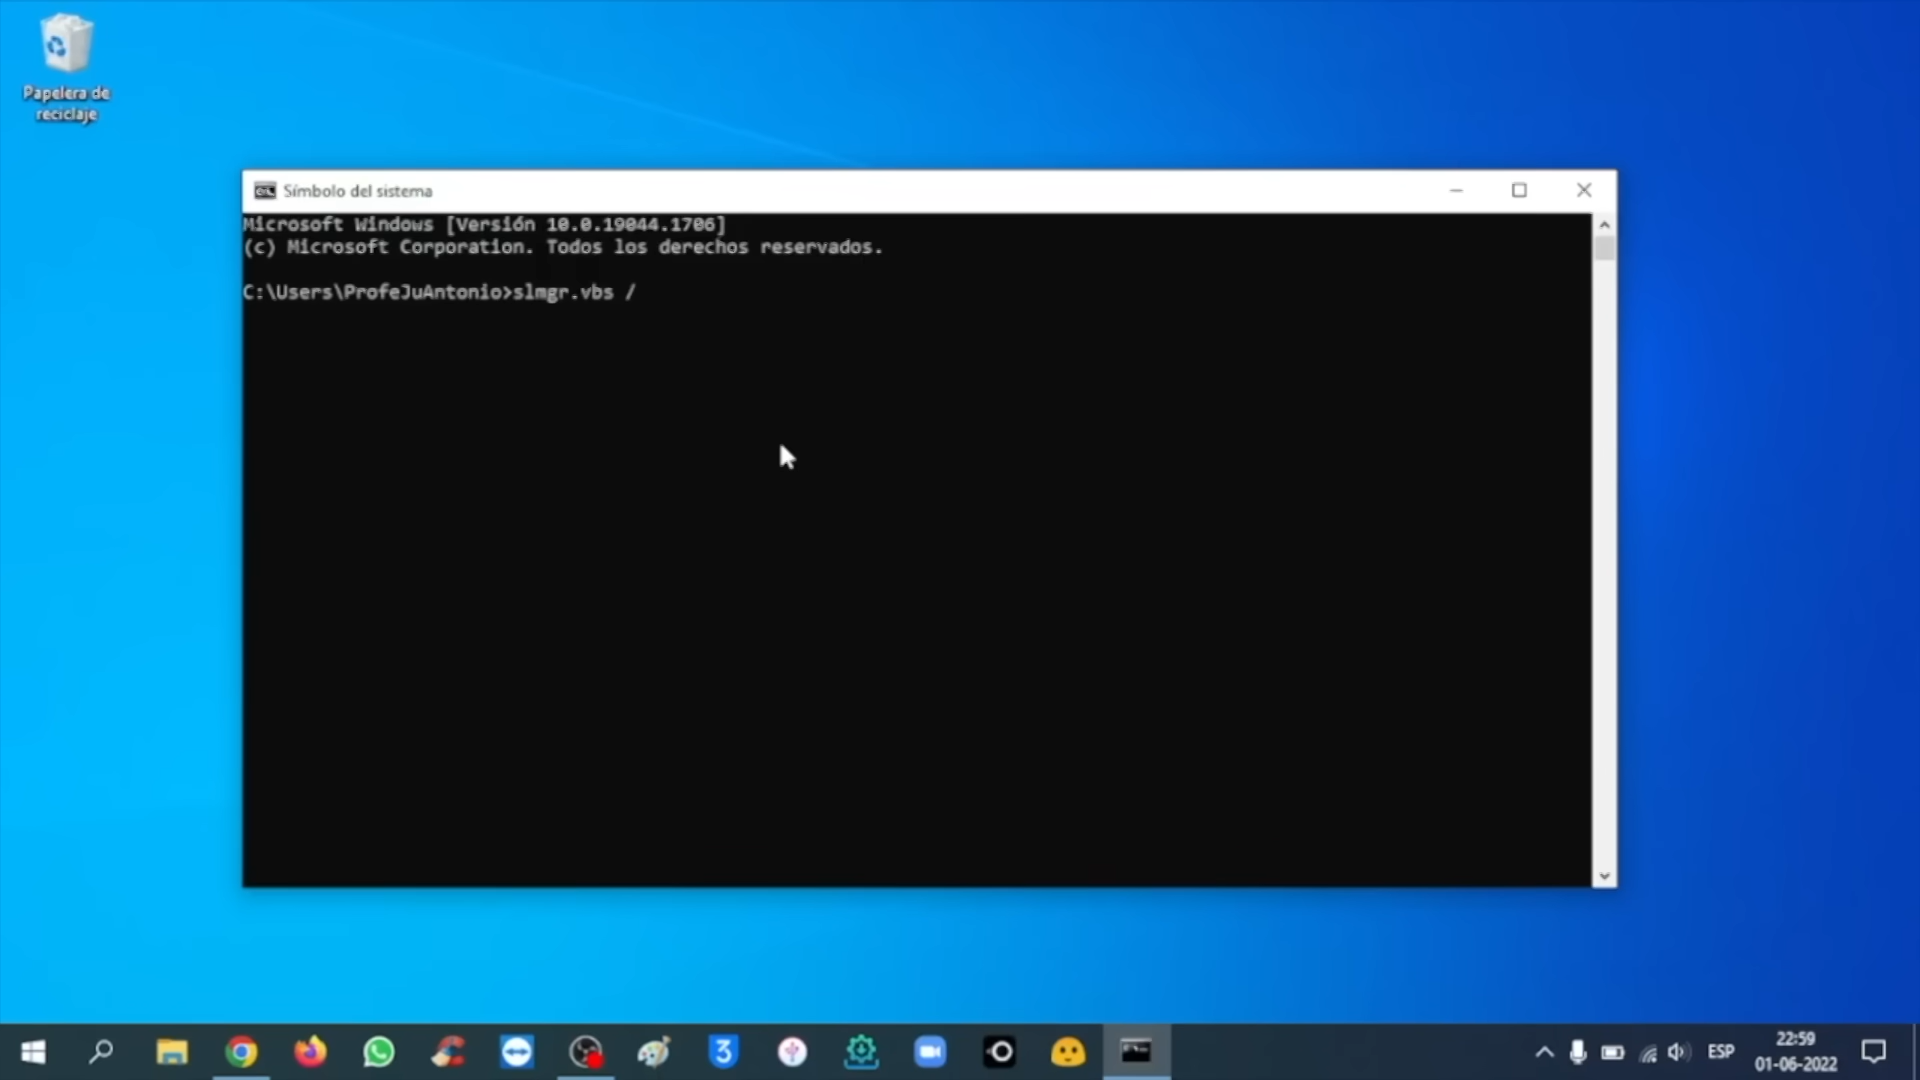 Papelera de
reciclaje
Símbolo del sistema
Microsoft Windows [Versión 10.0.19044.1706]
(c) Microsoft Corporation. Todos los derechos reservados.
C:\Users\ProfeJuAntonio>slmgr.vbs /
3
ESP
22:59
01-06-2022